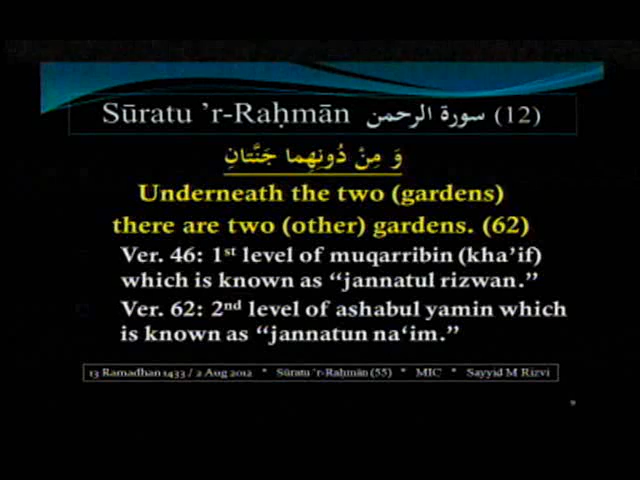 Sūratu ’r-Raḥmān سورة الرحمن (12)
وَ مِنْ دُونِهِما جَنَّتانِ
Underneath the two (gardens)
there are two (other) gardens. (62)
Ver. 46: 1st level of muqarribin (kha’if)
which is known as “jannatul rizwan.”
Ver. 62: 2nd level of ashabul yamin which
is known as “jannatun na‘im.”
13 Ramadhan 1433 / 2 Aug 2012 * Sūratu ’r-Raḥmān (55) * MIC * Sayyid M Rizvi
9